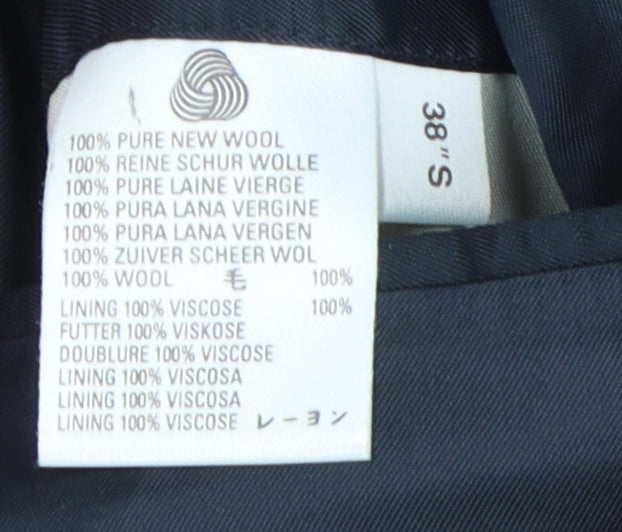 100% PURE NEW WOOL
100% REINE SCHUR WOLLE
100% PURE LAINE VIERGE
100% PURA LANA VERGINE
100% PURA LANA VERGEN
100% ZUIVER SCHEER WOL
100% WOOL 毛 100%
LINING 100% VISCOSE 100%
FUTTER 100% VISKOSE
DOUBLURE 100% VISCOSE
LINING 100% VISCOSA
LINING 100% VISCOSA
LINING 100% VISCOSE レーヨン
38" S